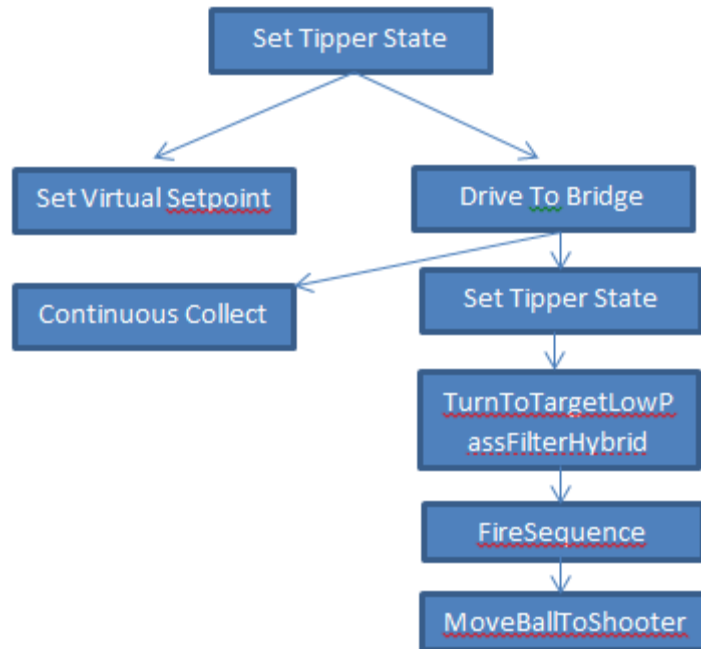 Set Tipper State
Set Virtual Setpoint
Drive To Bridge
Continuous Collect
Set Tipper State
TurnToTargetLowP
assFilterHybrid
FireSequence
MoveBallToShooter